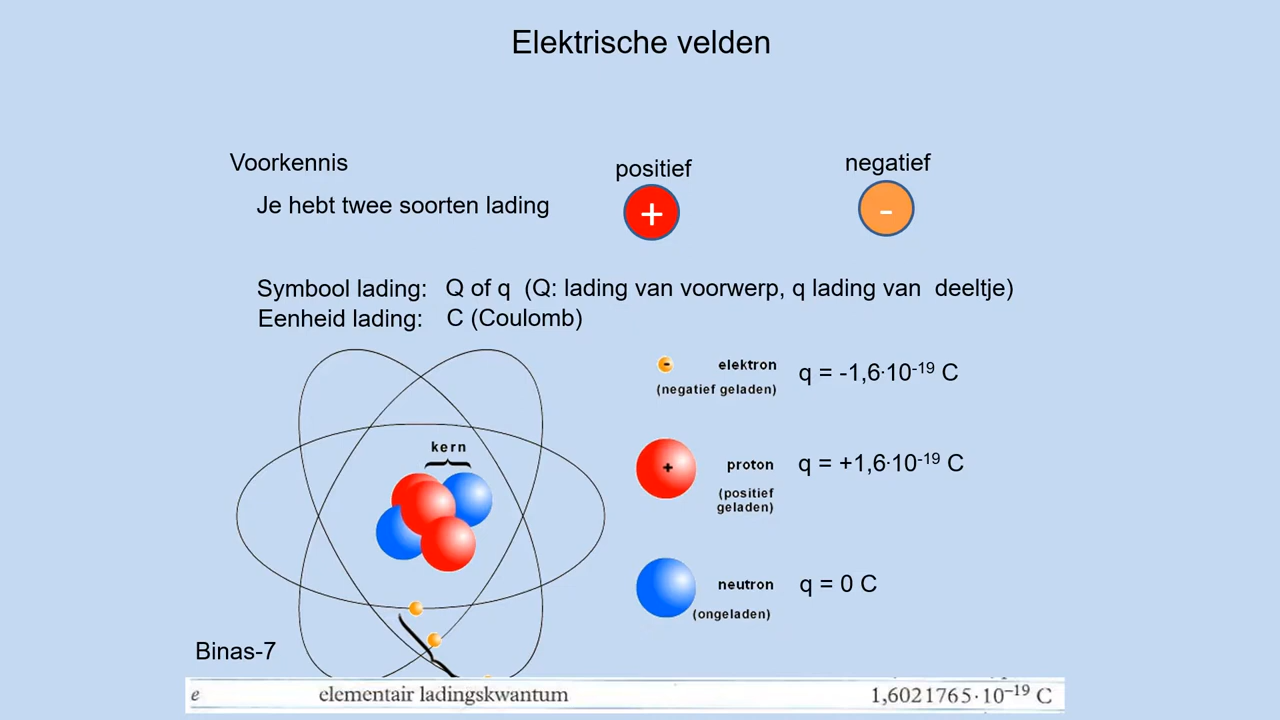 Elektrische velden
Voorkennis
positief
negatief
Je hebt twee soorten lading
+
-
Symbool lading: Q of q (Q: lading van voorwerp, q lading van deeltje)
Eenheid lading: C (Coulomb)
- elektron q = -1,6·10⁻¹⁹ C
(negatief geladen)
kern
+ proton q = +1,6·10⁻¹⁹ C
(positief
geladen)
neutron q = 0 C
(ongeladen)
Binas-7
e elementair ladingskwantum 1,6021765·10⁻¹⁹ C